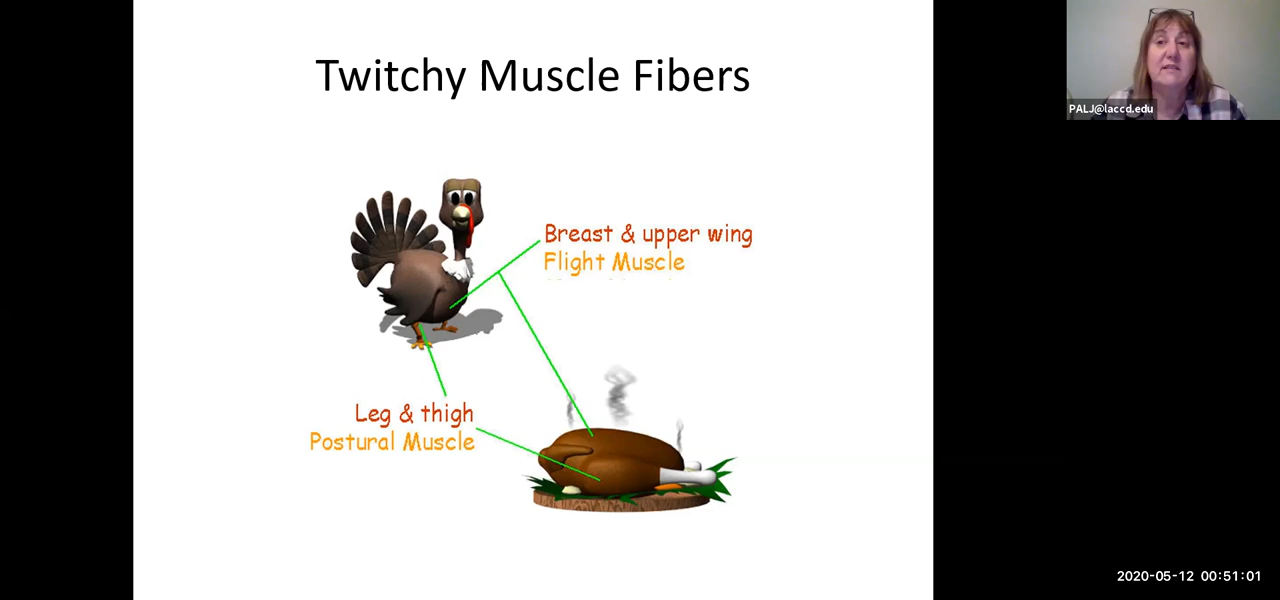 Twitchy Muscle Fibers
PALJ@laccd.edu
Breast & upper wing
Flight Muscle
Leg & thigh
Postural Muscle
2020-05-12 00:51:01